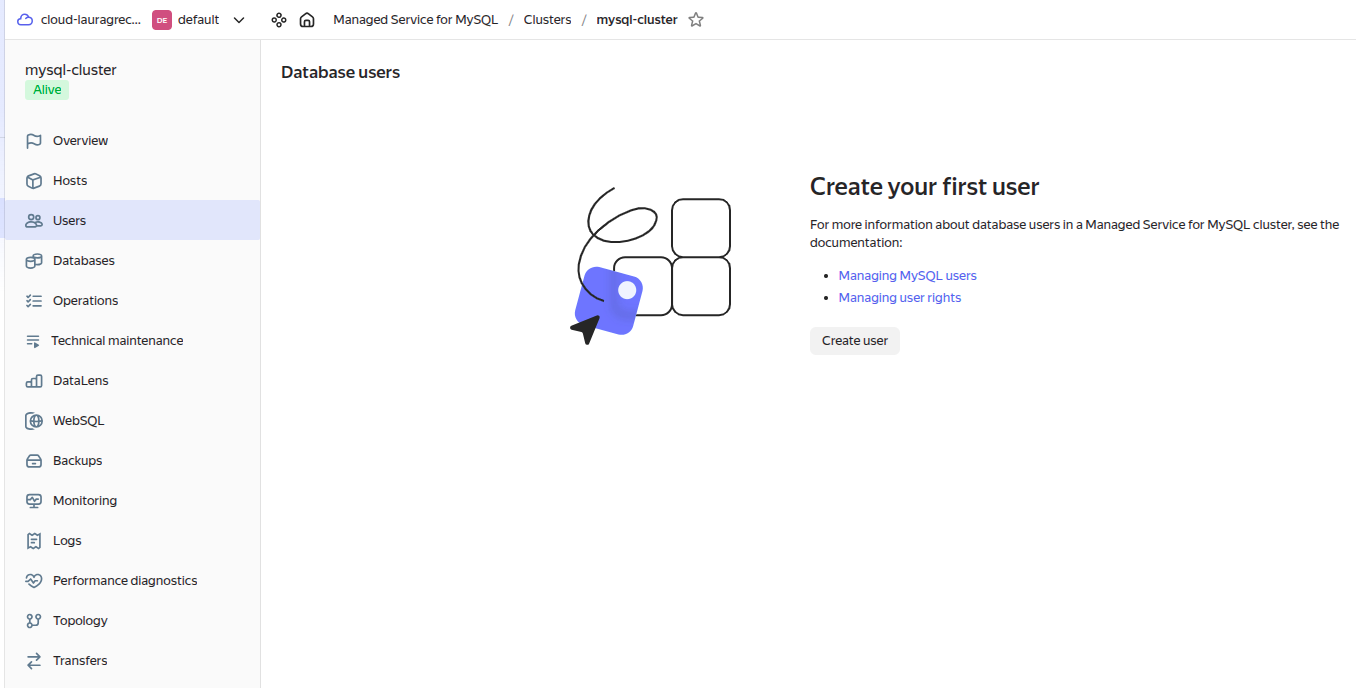 cloud-lauragrec... DE default Managed Service for MySQL / Clusters / mysql-cluster
mysql-cluster
Alive
Overview
Hosts
Users
Databases
Operations
Technical maintenance
DataLens
WebSQL
Backups
Monitoring
Logs
Performance diagnostics
Topology
Transfers
Database users
Create your first user
For more information about database users in a Managed Service for MySQL cluster, see the
documentation:
• Managing MySQL users
• Managing user rights
Create user